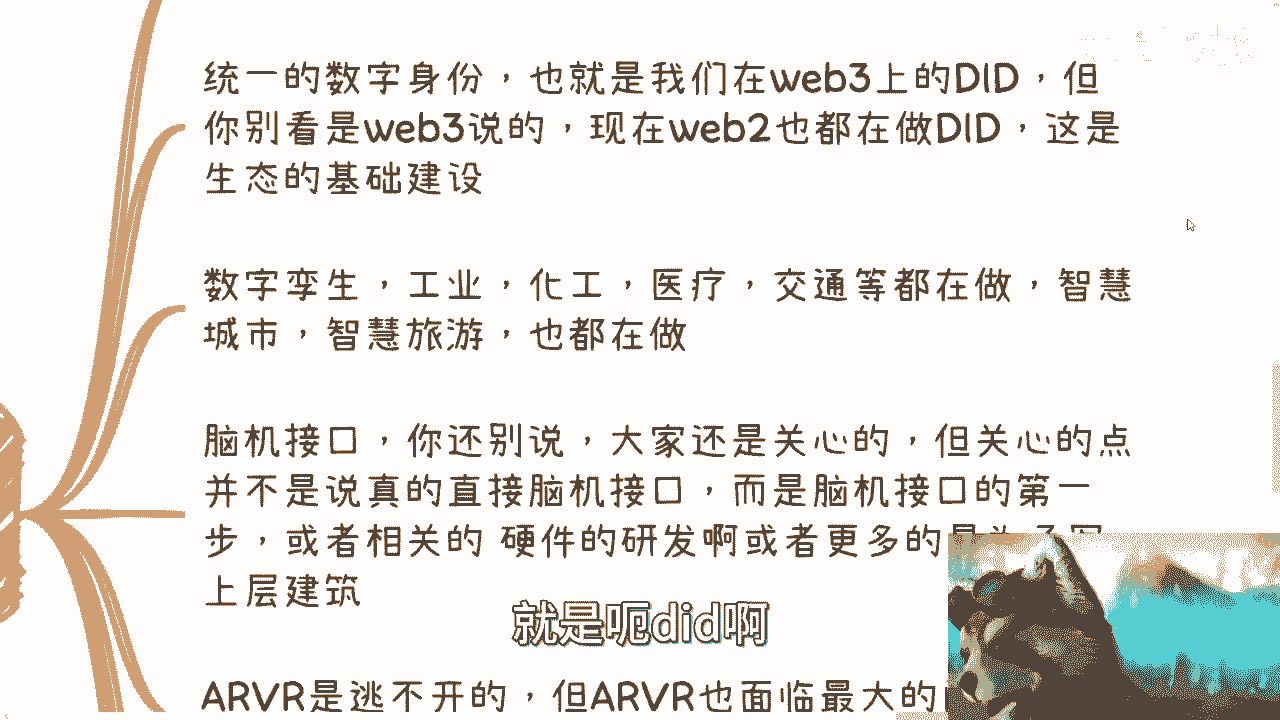 统一的数字身份，也就是我们在web3上的DID，但
你别看是web3说的，现在web2也都在做DID，这是
生态的基础建设
数字孪生，工业，化工，医疗，交通等都在做，智慧
城市，智慧旅游，也都在做
脑机接口，你还别说，大家还是关心的，但关心的点
并不是说真的直接脑机接口，而是脑机接口的第一
步，或者相关的 硬件的研发啊或者更多的
上层建筑
就是呃did啊
ARVR是逃不开的，但ARVR也面临最大的